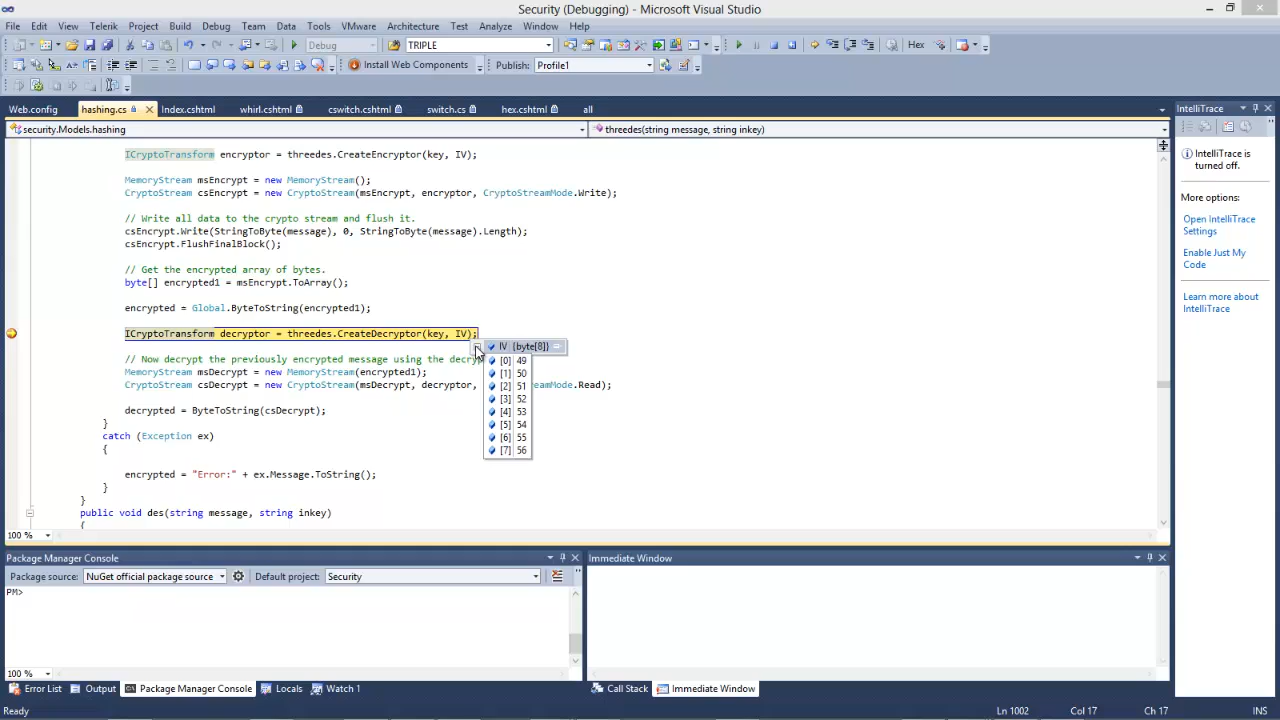 Security (Debugging) - Microsoft Visual Studio
File Edit View Telerik Project Build Debug Team Data Tools VMware Architecture Test Analyze Window Help
Debug TRIPLE Hex
Install Web Components Publish: Profile1
Web.config hashing.cs Index.cshtml whirl.cshtml cswitch.cshtml switch.cs hex.cshtml all
security.Models.hashing threedes(string message, string inkey)
ICryptoTransform encryptor = threedes.CreateEncryptor(key, IV);
MemoryStream msEncrypt = new MemoryStream();
CryptoStream csEncrypt = new CryptoStream(msEncrypt, encryptor, CryptoStreamMode.Write);
// Write all data to the crypto stream and flush it.
csEncrypt.Write(StringToByte(message), 0, StringToByte(message).Length);
csEncrypt.FlushFinalBlock();
// Get the encrypted array of bytes.
byte[] encrypted1 = msEncrypt.ToArray();
encrypted = Global.ByteToString(encrypted1);
ICryptoTransform decryptor = threedes.CreateDecryptor(key, IV);
IV {byte[8]}
// Now decrypt the previously encrypted message using the decry [0] 49
MemoryStream msDecrypt = new MemoryStream(encrypted1); [1] 50
CryptoStream csDecrypt = new CryptoStream(msDecrypt, decryptor, [2] 51 eamMode.Read);
[3] 52
decrypted = ByteToString(csDecrypt); [4] 53
} [5] 54
catch (Exception ex) [6] 55
{ [7] 56
encrypted = "Error:" + ex.Message.ToString();
}
}
public void des(string message, string inkey)
{
100 %
IntelliTrace
IntelliTrace is
turned off.
More options:
Open IntelliTrace
Settings
Enable Just My
Code
Learn more about
IntelliTrace
Package Manager Console
Package source: NuGet official package source Default project: Security
PM>
100 %
Immediate Window
Error List Output Package Manager Console Locals Watch 1 Call Stack Immediate Window
Ready Ln 1002 Col 17 Ch 17 INS